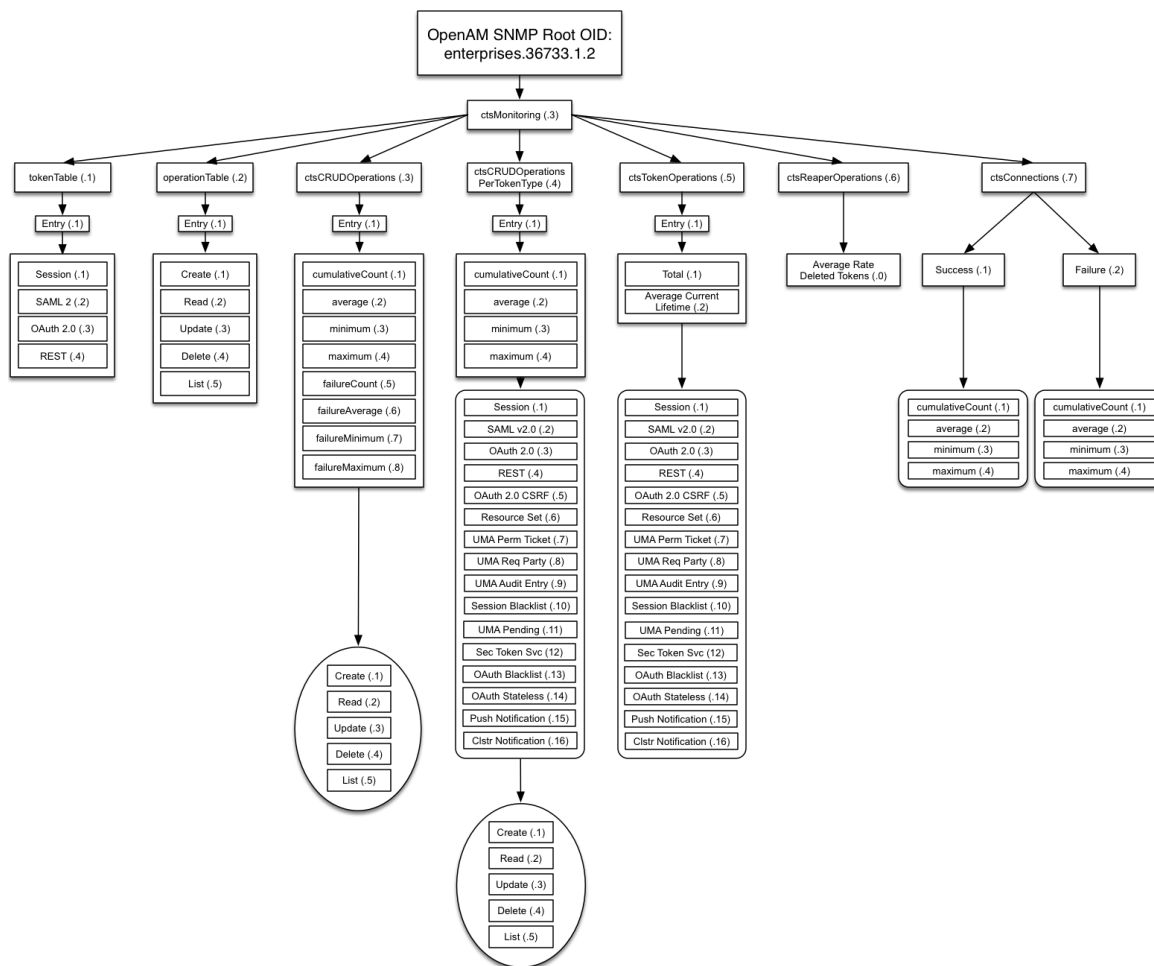 OpenAM SNMP Root OID:
enterprises.36733.1.2
ctsMonitoring (.3)
tokenTable (.1)
operationTable (.2)
ctsCRUDOperations (.3)
ctsCRUDOperations
PerTokenType (.4)
ctsTokenOperations (.5)
ctsReaperOperations (.6)
ctsConnections (.7)
Entry (.1)
Entry (.1)
Entry (.1)
Entry (.1)
Entry (.1)
Session (.1)
SAML 2 (.2)
OAuth 2.0 (.3)
REST (.4)
Create (.1)
Read (.2)
Update (.3)
Delete (.4)
List (.5)
cumulativeCount (.1)
average (.2)
minimum (.3)
maximum (.4)
failureCount (.5)
failureAverage (.6)
failureMinimum (.7)
failureMaximum (.8)
Create (.1)
Read (.2)
Update (.3)
Delete (.4)
List (.5)
cumulativeCount (.1)
average (.2)
minimum (.3)
maximum (.4)
Session (.1)
SAML v2.0 (.2)
OAuth 2.0 (.3)
REST (.4)
OAuth 2.0 CSRF (.5)
Resource Set (.6)
UMA Perm Ticket (.7)
UMA Req Party (.8)
UMA Audit Entry (.9)
Session Blacklist (.10)
UMA Pending (.11)
Sec Token Svc (12)
OAuth Blacklist (.13)
OAuth Stateless (.14)
Push Notification (.15)
Clstr Notification (.16)
Create (.1)
Read (.2)
Update (.3)
Delete (.4)
List (.5)
Total (.1)
Average Current
Lifetime (.2)
Session (.1)
SAML v2.0 (.2)
OAuth 2.0 (.3)
REST (.4)
OAuth 2.0 CSRF (.5)
Resource Set (.6)
UMA Perm Ticket (.7)
UMA Req Party (.8)
UMA Audit Entry (.9)
Session Blacklist (.10)
UMA Pending (.11)
Sec Token Svc (12)
OAuth Blacklist (.13)
OAuth Stateless (.14)
Push Notification (.15)
Clstr Notification (.16)
Average Rate
Deleted Tokens (.0)
Success (.1)
Failure (.2)
cumulativeCount (.1)
average (.2)
minimum (.3)
maximum (.4)
cumulativeCount (.1)
average (.2)
minimum (.3)
maximum (.4)